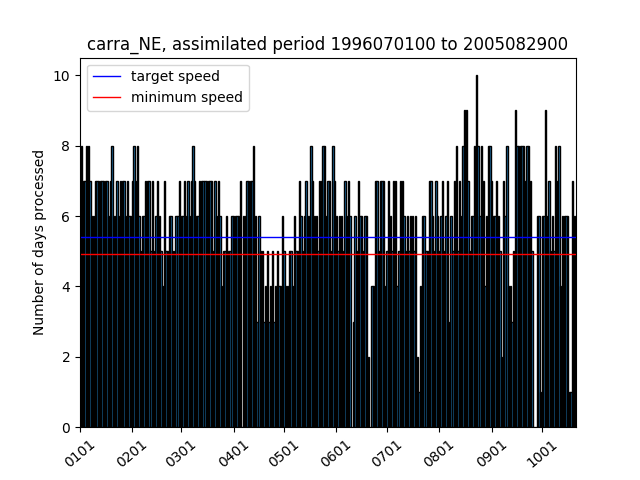 carra_NE, assimilated period 1996070100 to 2005082900
target speed
minimum speed
Number of days processed
10
8
6
4
2
0
0101 0201 0301 0401 0501 0601 0701 0801 0901 1001